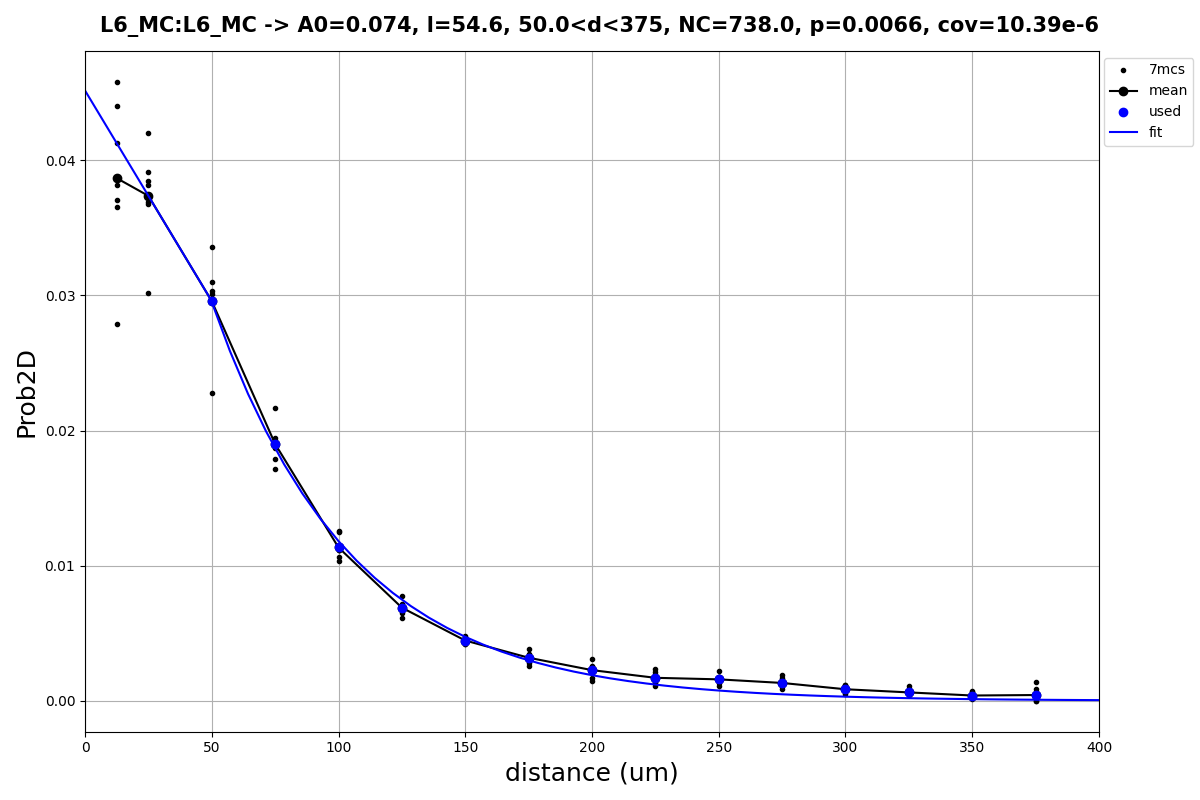 L6_MC:L6_MC -> A0=0.074, l=54.6, 50.0<d<375, NC=738.0, p=0.0066, cov=10.39e-6
7mcs
mean
used
fit
0.04
0.03
0.02
0.01
0.00
Prob2D
0 50 100 150 200 250 300 350 400
distance (um)